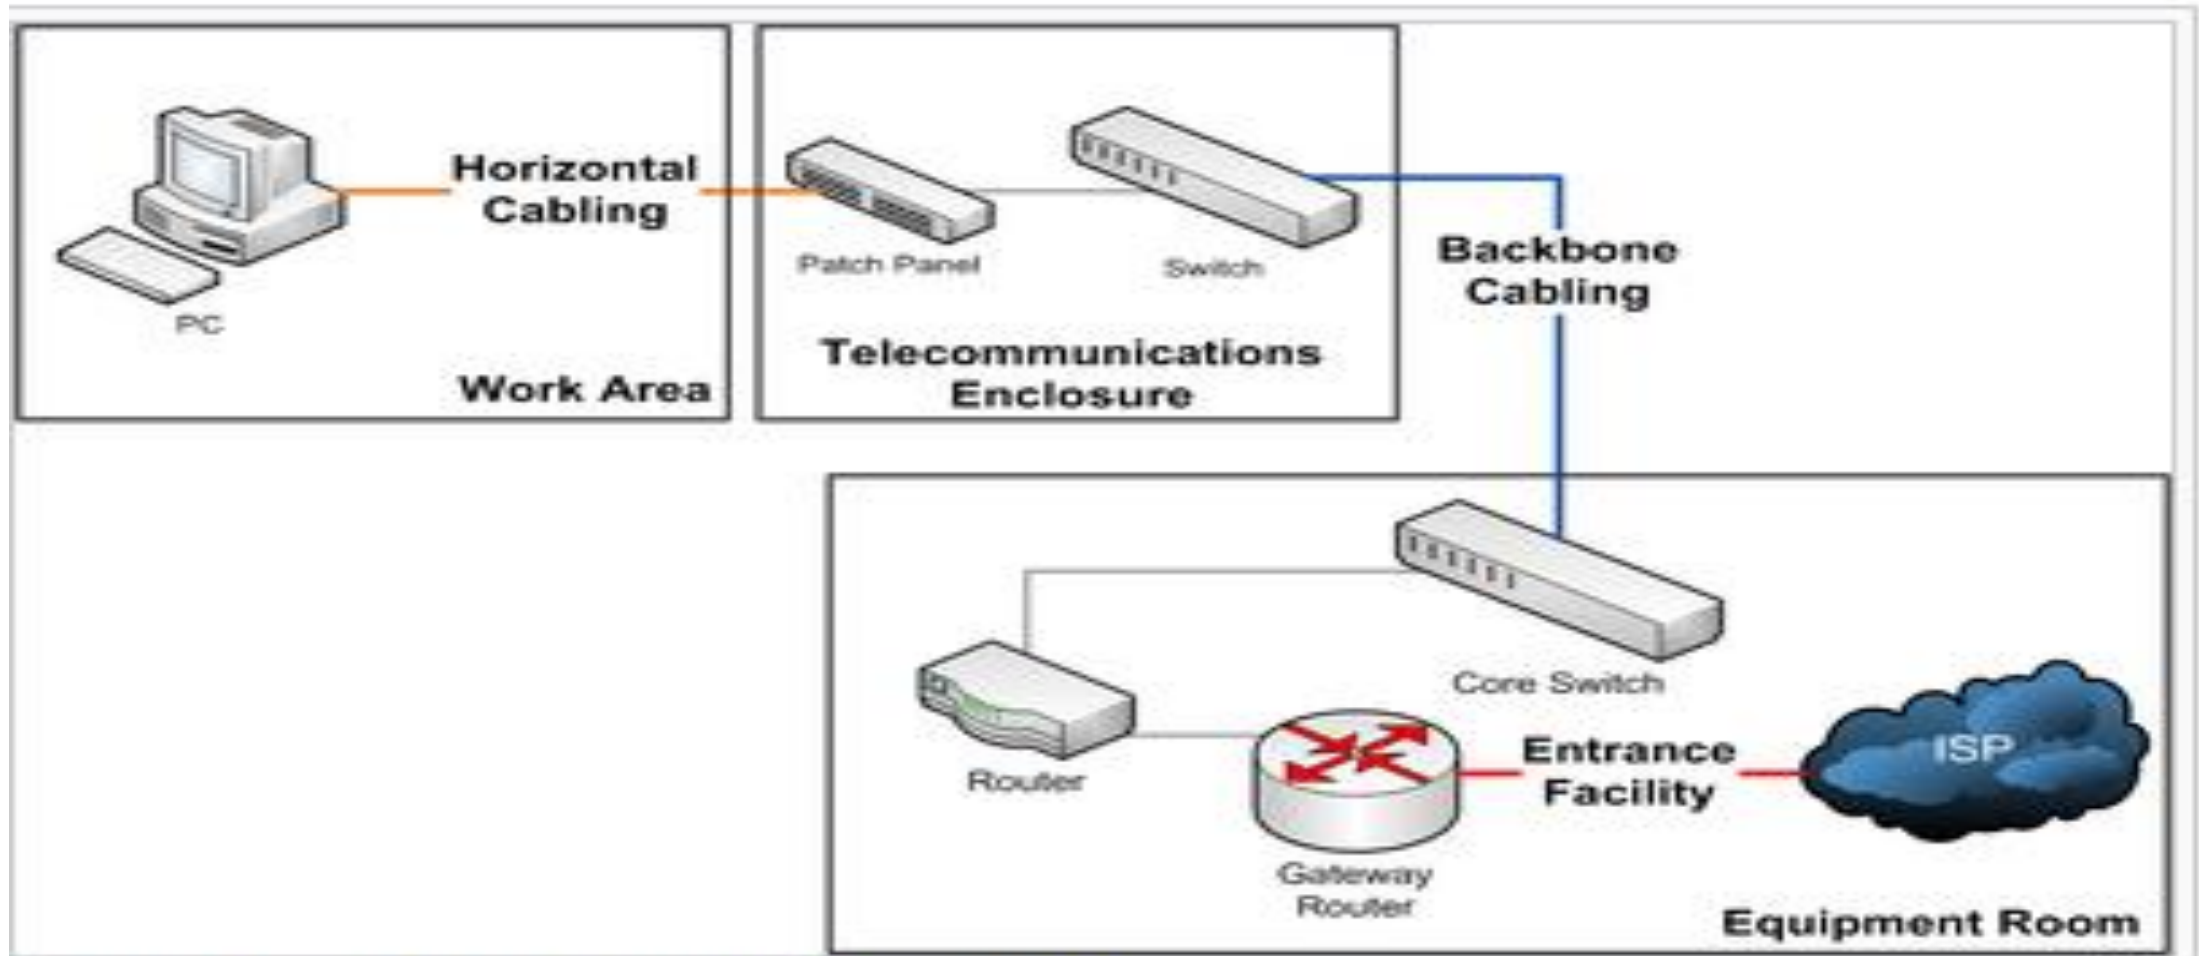 Horizontal
Cabling
PC
Work Area
Patch Panel
Switch
Telecommunications
Enclosure
Backbone
Cabling
Core Switch
Router
Gateway
Router
Entrance
Facility
ISP
Equipment Room